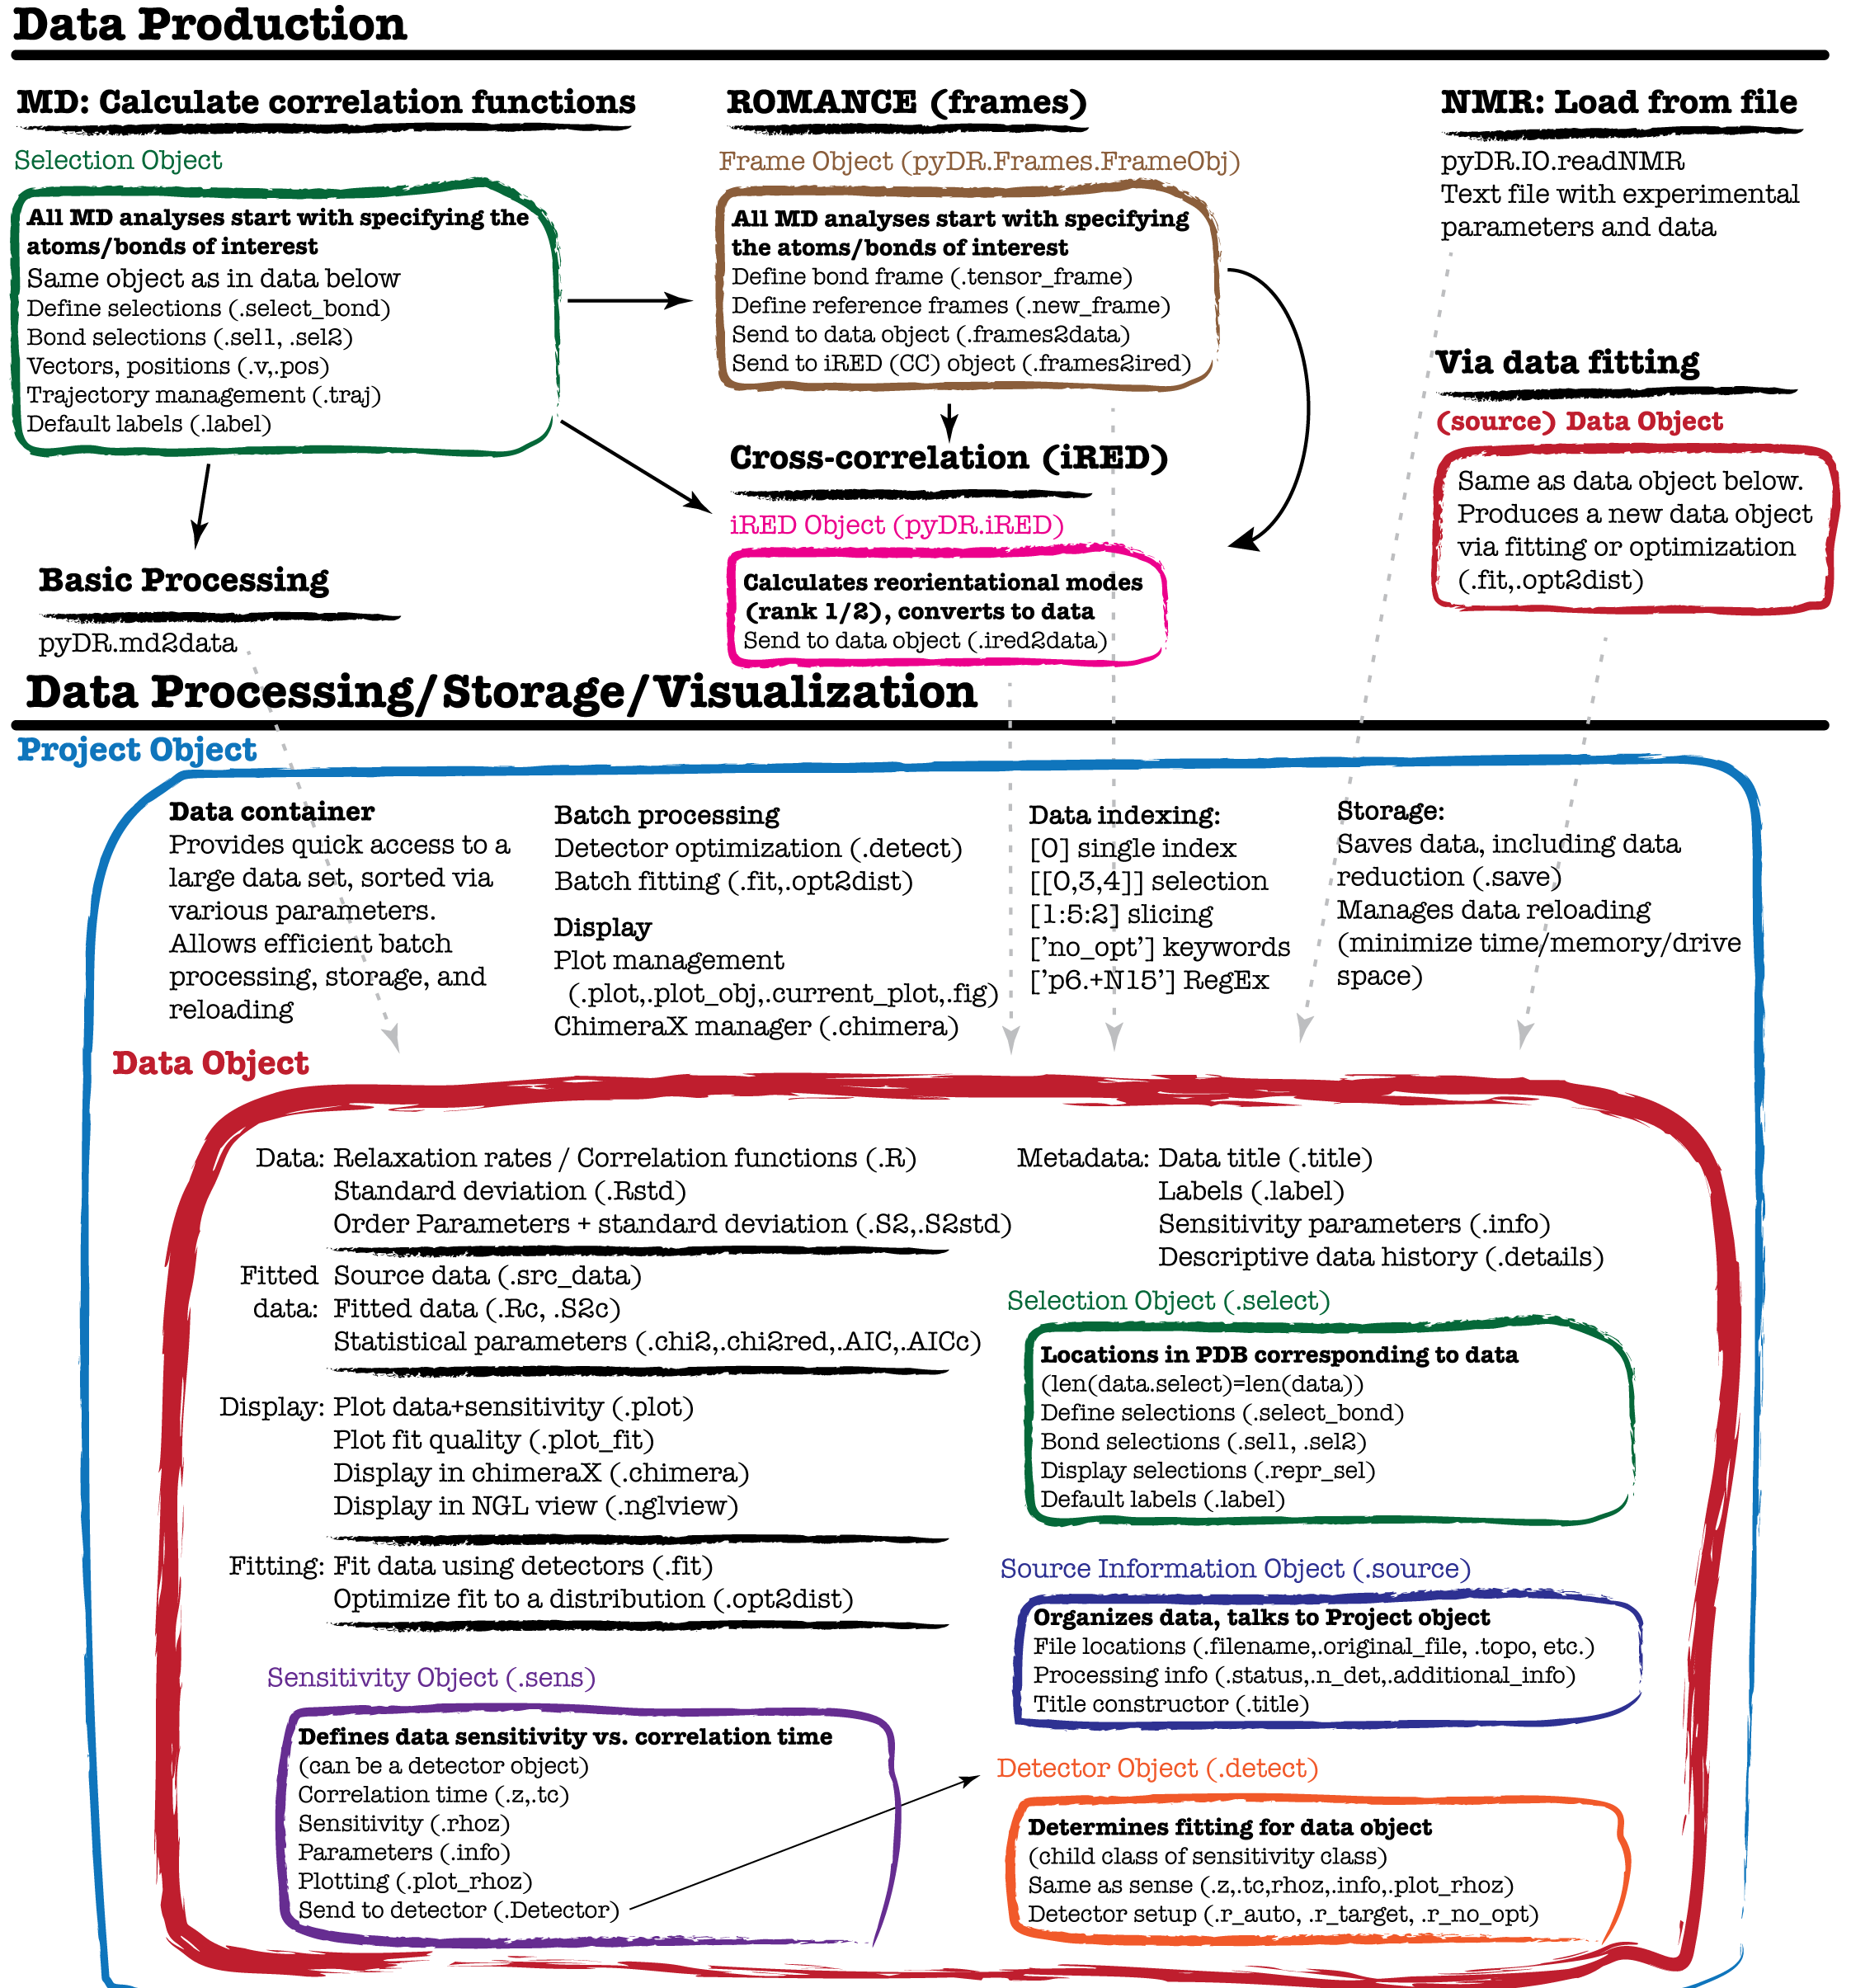 Data Production
MD: Calculate correlation functions
Selection Object
All MD analyses start with specifying the
atoms/bonds of interest
Same object as in data below
Define selections (.select_bond)
Bond selections (.sel1, .sel2)
Vectors, positions (.v,.pos)
Trajectory management (.traj)
Default labels (.label)
Basic Processing
pyDR.md2data
ROMANCE (frames)
Frame Object (pyDR.Frames.FrameObj)
All MD analyses start with specifying
the atoms/bonds of interest
Define bond frame (.tensor_frame)
Define reference frames (.new_frame)
Send to data object (.frames2data)
Send to iRED (CC) object (.frames2ired)
Cross-correlation (iRED)
iRED Object (pyDR.iRED)
Calculates reorientational modes
(rank 1/2), converts to data
Send to data object (.ired2data)
NMR: Load from file
pyDR.IO.readNMR
Text file with experimental
parameters and data
Via data fitting
(source) Data Object
Same as data object below.
Produces a new data object
via fitting or optimization
(.fit,.opt2dist)
Data Processing/Storage/Visualization
Project Object
Data container
Provides quick access to a
large data set, sorted via
various parameters.
Allows efficient batch
processing, storage, and
reloading
Batch processing
Detector optimization (.detect)
Batch fitting (.fit,.opt2dist)
Display
Plot management
(.plot,.plot_obj,.current_plot,.fig)
ChimeraX manager (.chimera)
Data indexing:
[0] single index
[[0,3,4]] selection
[1:5:2] slicing
['no_opt'] keywords
['p6.+N15'] RegEx
Storage:
Saves data, including data
reduction (.save)
Manages data reloading
(minimize time/memory/drive
space)
Data Object
Data: Relaxation rates / Correlation functions (.R)
Standard deviation (.Rstd)
Order Parameters + standard deviation (.S2,.S2std)
Fitted Source data (.src_data)
data: Fitted data (.Rc, .S2c)
Statistical parameters (.chi2,.chi2red,.AIC,.AICc)
Display: Plot data+sensitivity (.plot)
Plot fit quality (.plot_fit)
Display in chimeraX (.chimera)
Display in NGL view (.nglview)
Fitting: Fit data using detectors (.fit)
Optimize fit to a distribution (.opt2dist)
Sensitivity Object (.sens)
Defines data sensitivity vs. correlation time
(can be a detector object)
Correlation time (.z,.tc)
Sensitivity (.rhoz)
Parameters (.info)
Plotting (.plot_rhoz)
Send to detector (.Detector)
Metadata: Data title (.title)
Labels (.label)
Sensitivity parameters (.info)
Descriptive data history (.details)
Selection Object (.select)
Locations in PDB corresponding to data
(len(data.select)=len(data))
Define selections (.select_bond)
Bond selections (.sel1, .sel2)
Display selections (.repr_sel)
Default labels (.label)
Source Information Object (.source)
Organizes data, talks to Project object
File locations (.filename,.original_file, .topo, etc.)
Processing info (.status,.n_det,.additional_info)
Title constructor (.title)
Detector Object (.detect)
Determines fitting for data object
(child class of sensitivity class)
Same as sense (.z,.tc,rhoz,.info,.plot_rhoz)
Detector setup (.r_auto, .r_target, .r_no_opt)